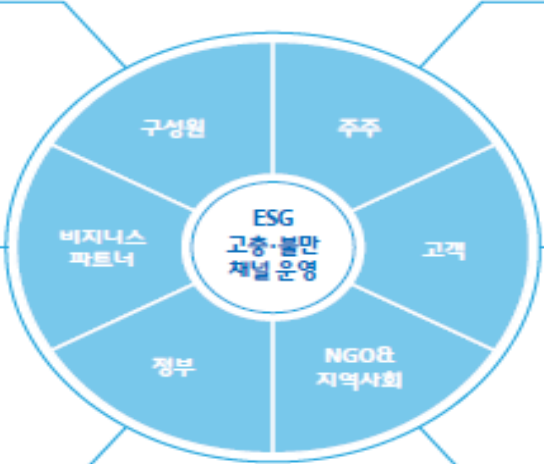 구성원
주주
비지니스
파트너
ESG
고충·불만
채널 운영
고객
정부
NGO&
지역사회